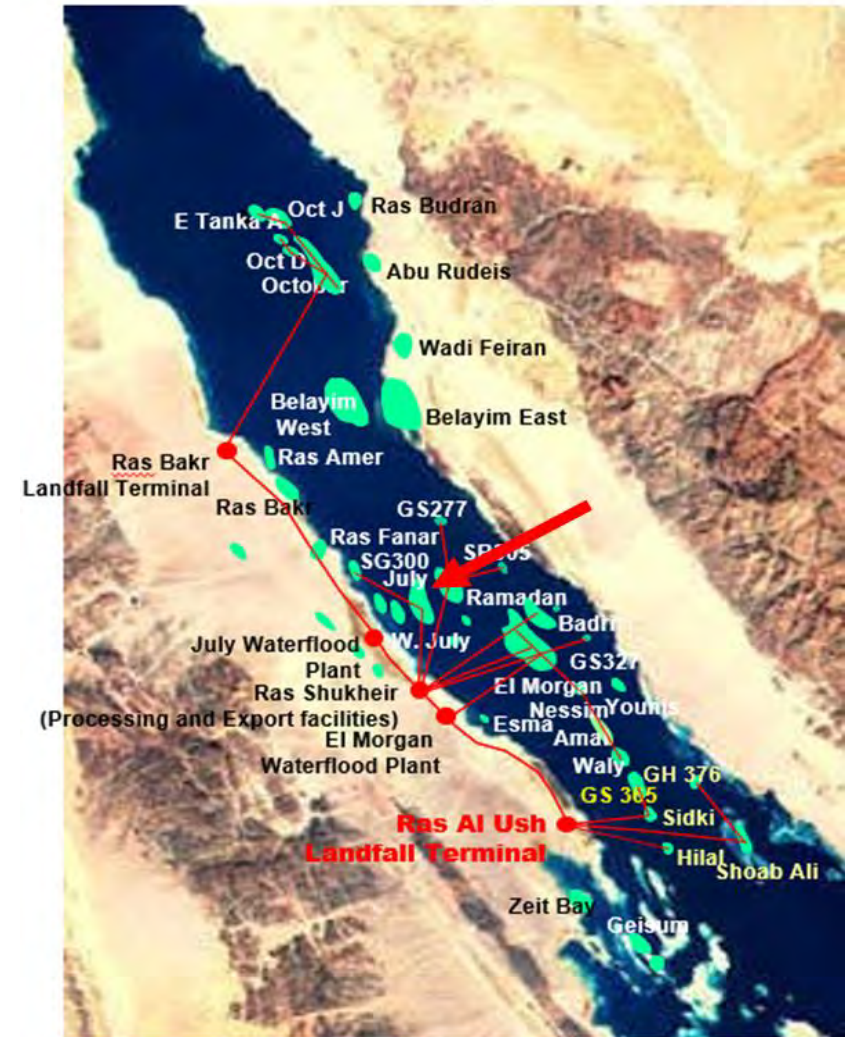 Oct J
Ras Budran
E Tanka A
Oct D
Abu Rudeis
October
Wadi Feiran
Belayim
West
Belayim East
Ras Amer
Ras Bakr
Landfall Terminal
Ras Bakr
GS277
Ras Fanar
SG300
July
Ramadan
Badri
W. July
July Waterflood
Plant
GS327
Ras Shukheir
(Processing and Export facilities)
El Morgan
Nessim
Younis
Esma
Amal
El Morgan
Waterflood Plant
Waly
GH 376
GS 365
Sidki
Ras Al Ush
Landfall Terminal
Hilal
Shoab Ali
Zeit Bay
Geisum